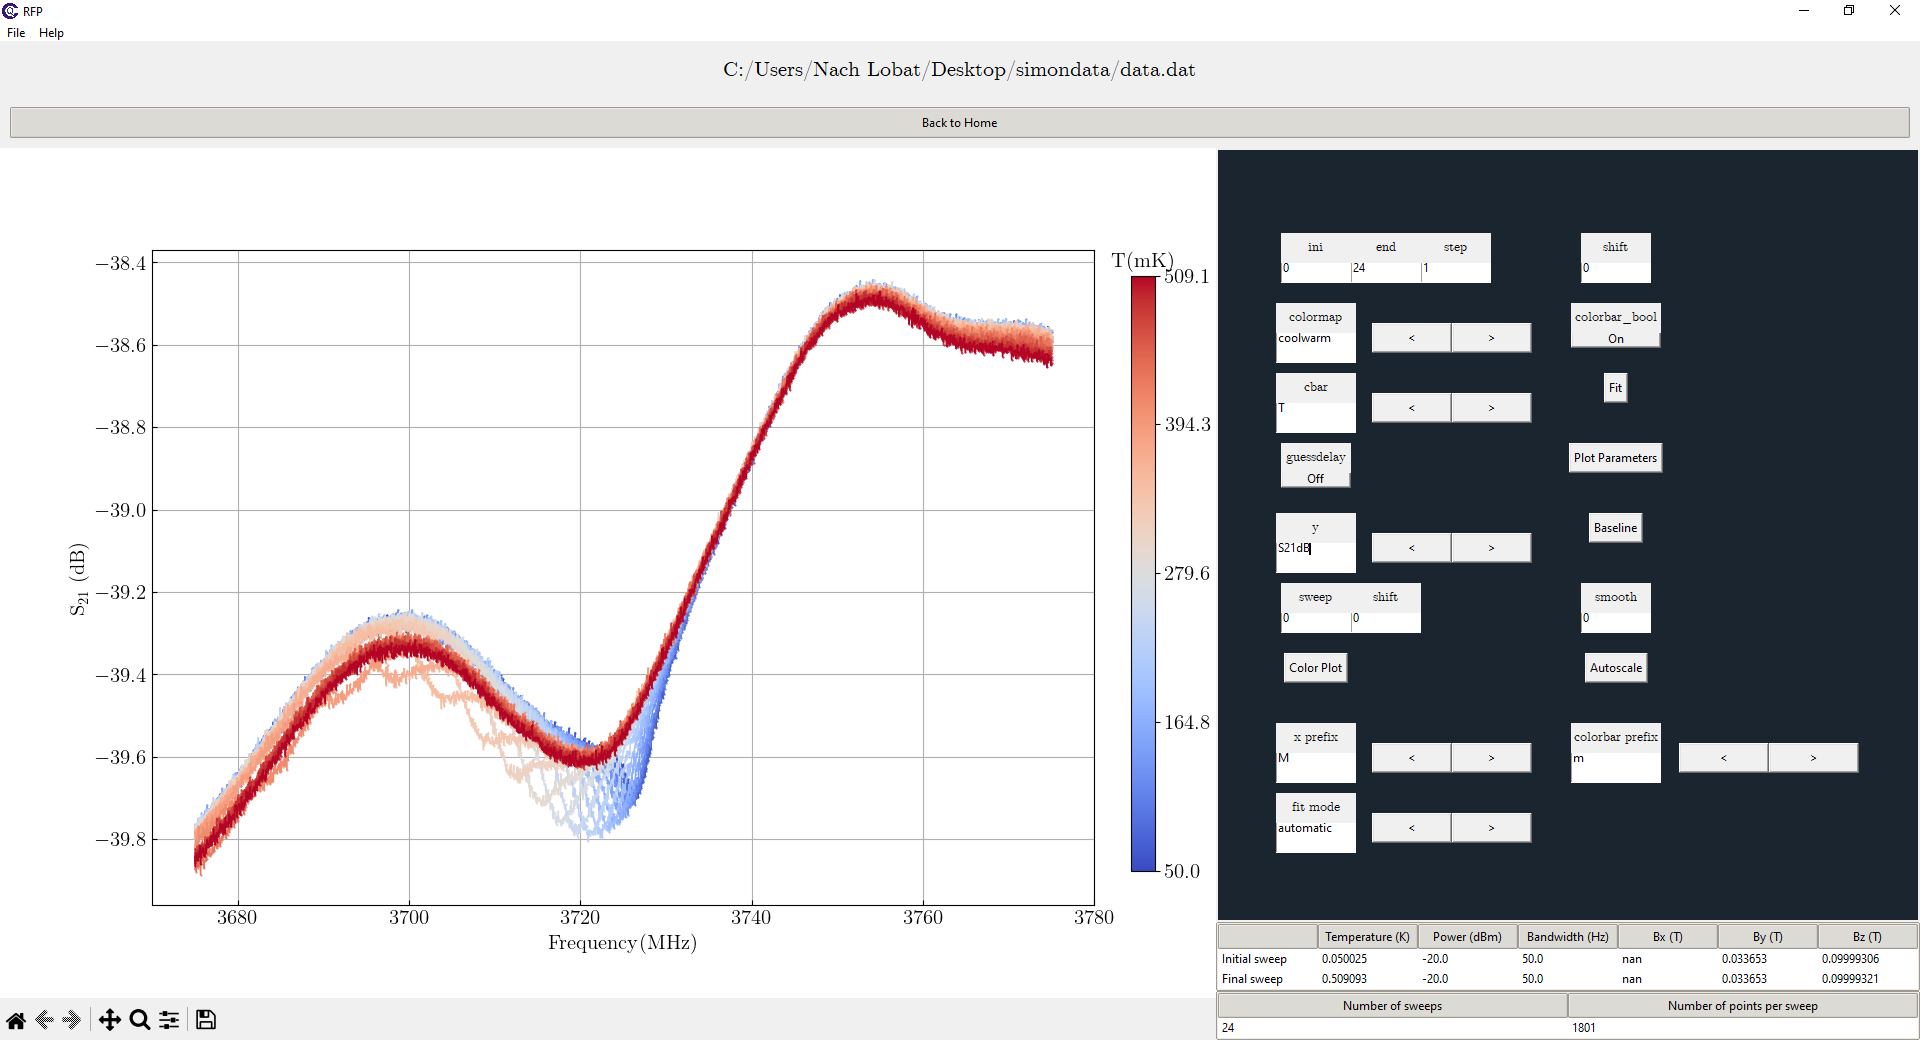 RFP
File Help
C:/Users/Nach Lobat/Desktop/simondata/data.dat
Back to Home
−38.4
−38.6
−38.8
−39.0
−39.2
−39.4
−39.6
−39.8
S21 (dB)
3680 3700 3720 3740 3760 3780
Frequency(MHz)
T(mK)
509.1
394.3
279.6
164.8
50.0
ini end step shift
0 24 1 0
colormap < > colorbar_bool
coolwarm On
cbar < > Fit
T
guessdelay Plot Parameters
Off
y < > Baseline
S21dB
sweep shift smooth
0 0 0
Color Plot Autoscale
x prefix < > colorbar prefix < >
M m
fit mode < >
automatic
Temperature (K) Power (dBm) Bandwidth (Hz) Bx (T) By (T) Bz (T)
Initial sweep 0.050025 -20.0 50.0 nan 0.033653 0.09999306
Final sweep 0.509093 -20.0 50.0 nan 0.033653 0.09999321
Number of sweeps Number of points per sweep
24 1801